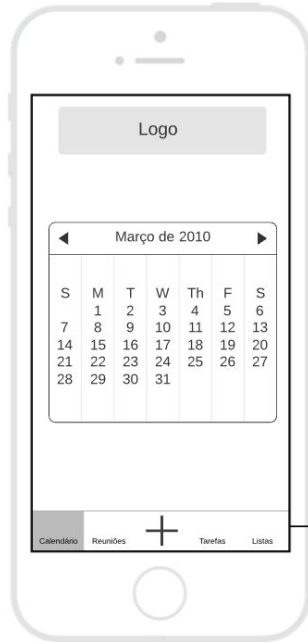 Logo
Março de 2010
S M T W Th F S
1 2 3 4 5 6
7 8 9 10 11 12 13
14 15 16 17 18 19 20
21 22 23 24 25 26 27
28 29 30 31
Calendário Reuniões Tarefas Listas